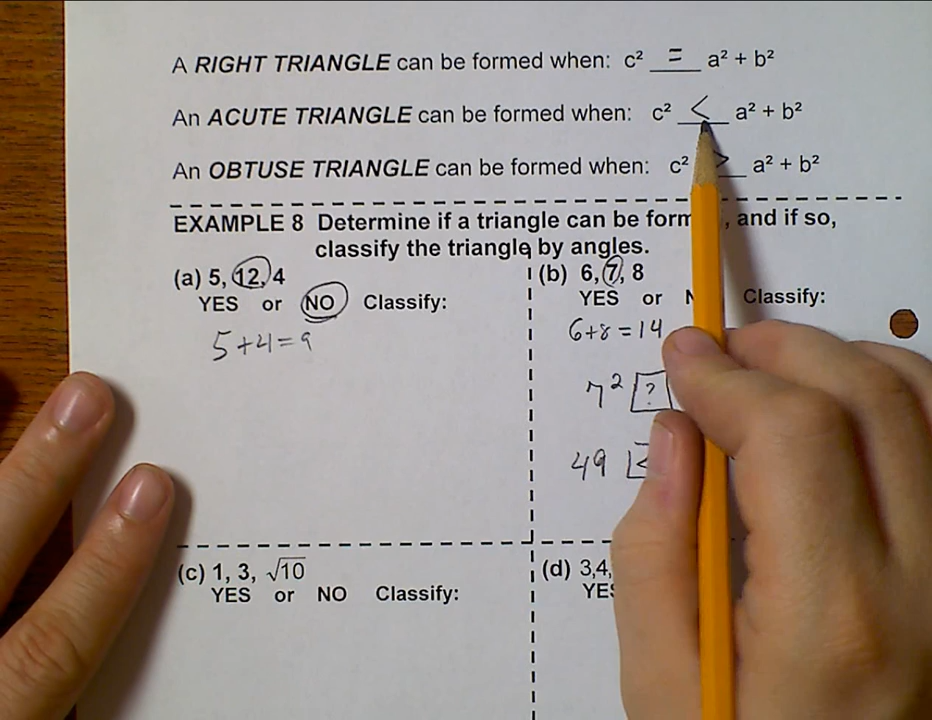 A RIGHT TRIANGLE can be formed when: c² = a² + b²
An ACUTE TRIANGLE can be formed when: c² < a² + b²
An OBTUSE TRIANGLE can be formed when: c² > a² + b²
EXAMPLE 8 Determine if a triangle can be form , and if so,
classify the triangle by angles.
(a) 5, 12, 4
YES or NO Classify:
5+4=9
(b) 6, 7, 8
YES or N Classify:
6+8=14
7² ?
49 <
(c) 1, 3, √10
YES or NO Classify:
(d) 3,4,
YES